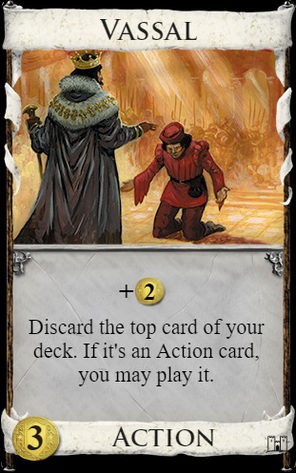 VASSAL
+2
Discard the top card of your
deck. If it's an Action card,
you may play it.
3 ACTION